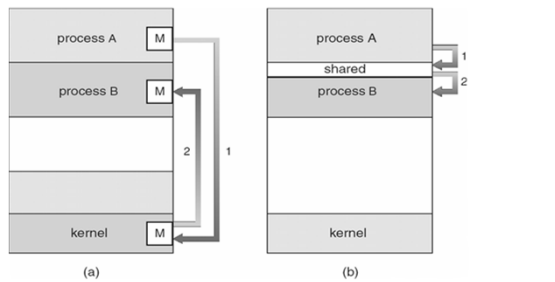 process A M
process B M
2 1
kernel M
(a)
process A
1
shared
2
process B
kernel
(b)